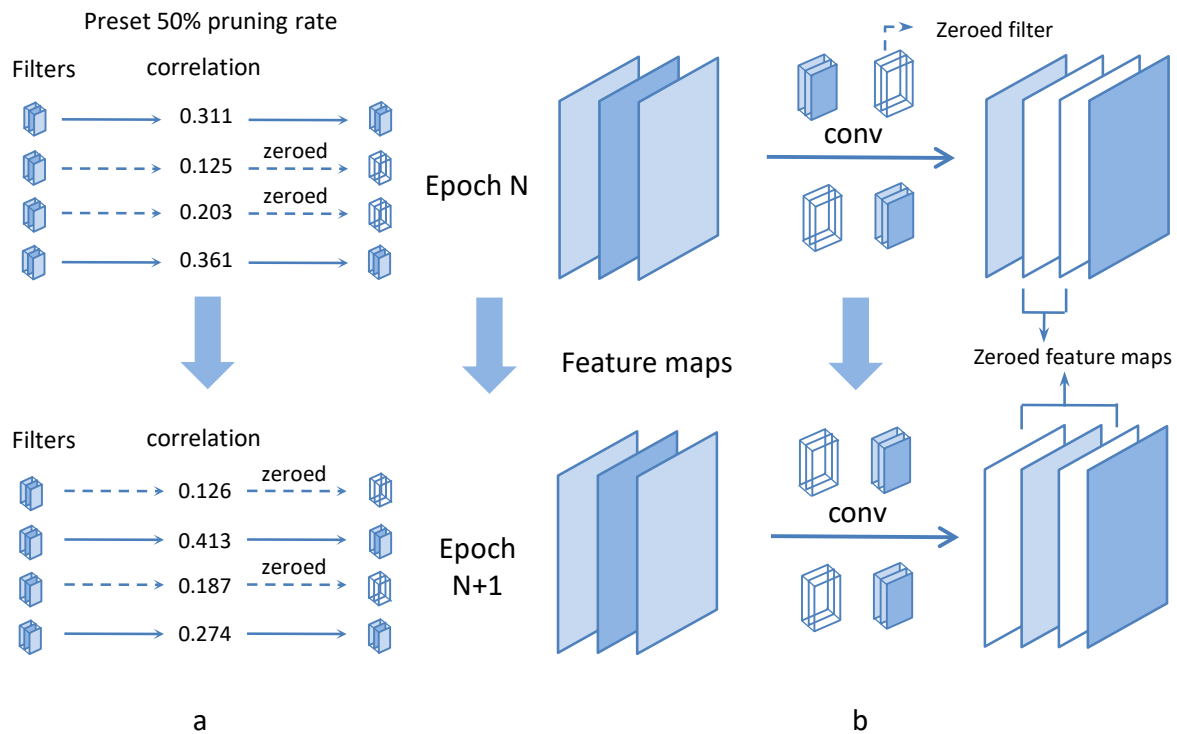 Preset 50% pruning rate
Filters
correlation
0.311
0.125
zeroed
0.203
zeroed
0.361
Epoch N
Zeroed filter
conv
Feature maps
Zeroed feature maps
Filters
correlation
0.126
zeroed
0.413
0.187
zeroed
0.274
Epoch
N+1
conv
a
b